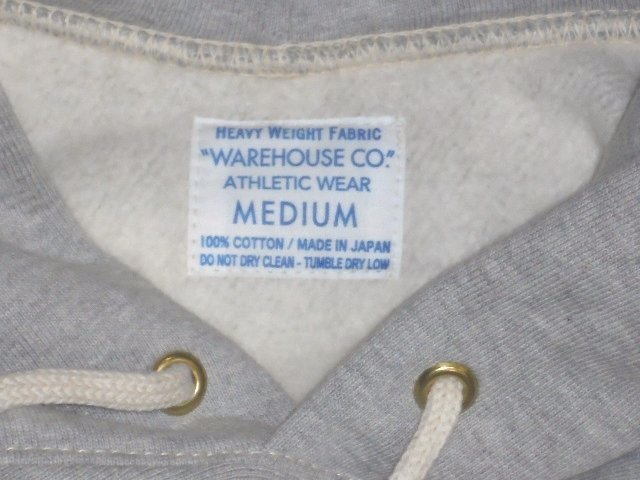 HEAVY WEIGHT FABRIC
"WAREHOUSE CO."
ATHLETIC WEAR
MEDIUM
100% COTTON / MADE IN JAPAN
DO NOT DRY CLEAN - TUMBLE DRY LOW